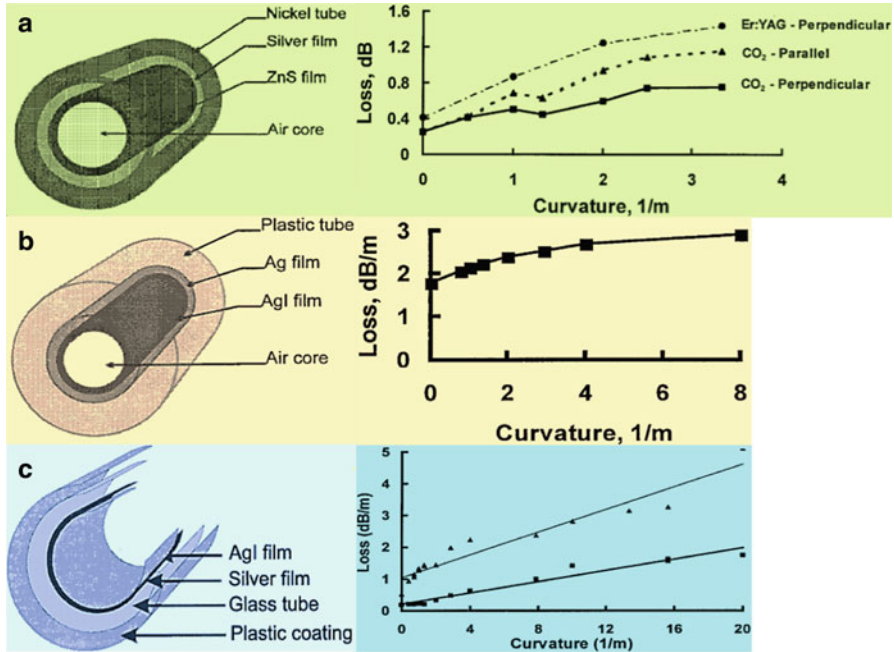 a
Nickel tube
Silver film
ZnS film
Air core
Loss, dB
1.6
1.2
0.8
0.4
0
0 1 2 3 4
Curvature, 1/m
Er:YAG - Perpendicular
CO₂ - Parallel
CO₂ - Perpendicular
b
Plastic tube
Ag film
AgI film
Air core
Loss, dB/m
3
2
1
0
0 2 4 6 8
Curvature, 1/m
c
AgI film
Silver film
Glass tube
Plastic coating
Loss (dB/m)
5
4
3
2
1
0
0 4 8 12 16 20
Curvature (1/m)